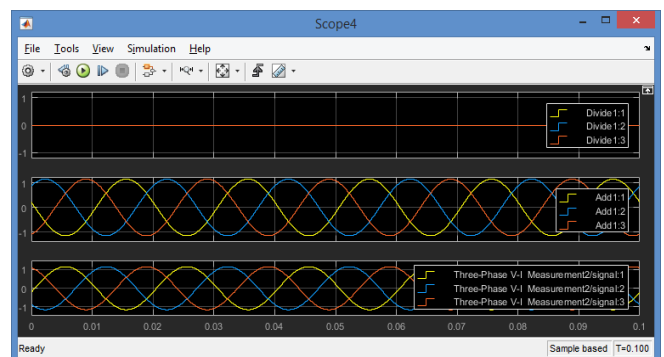 Scope4
File Tools View Simulation Help
1
0
-1
Divide1:1
Divide1:2
Divide1:3
1
0
-1
Add1:1
Add1:2
Add1:3
1
0
-1
Three-Phase V-I Measurement2/signal:1
Three-Phase V-I Measurement2/signal:2
Three-Phase V-I Measurement2/signal:3
0 0.01 0.02 0.03 0.04 0.05 0.06 0.07 0.08 0.09 0.1
Ready Sample based T=0.100